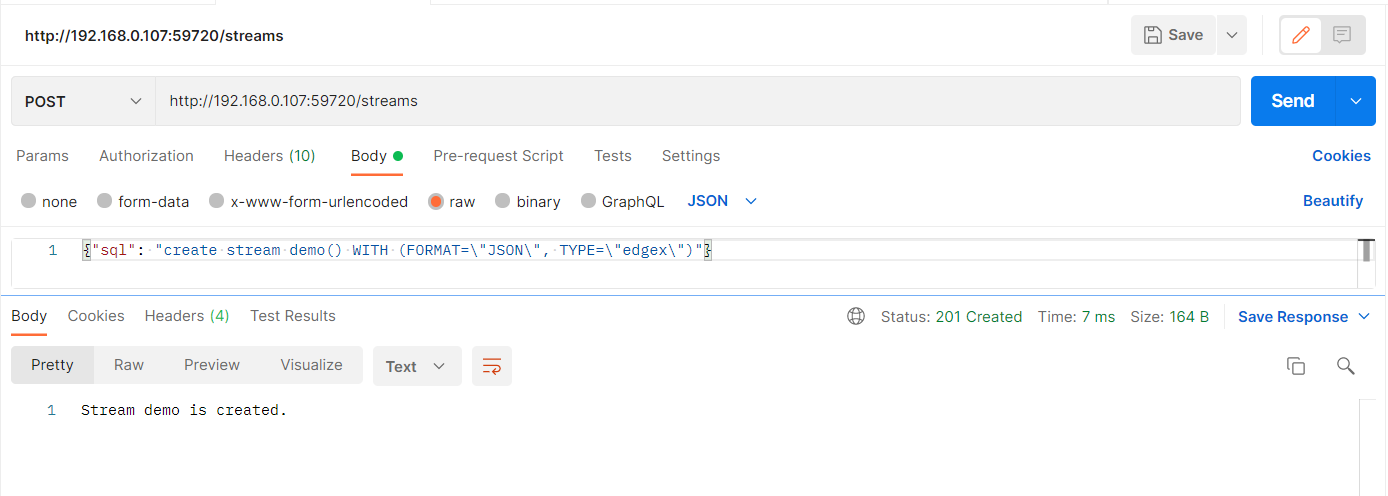 http://192.168.0.107:59720/streams Save
POST http://192.168.0.107:59720/streams Send
Params Authorization Headers (10) Body Pre-request Script Tests Settings Cookies
none form-data x-www-form-urlencoded raw binary GraphQL JSON Beautify
1 {"sql": "create stream demo() WITH (FORMAT=\"JSON\", TYPE=\"edgex\")"}
Body Cookies Headers (4) Test Results Status: 201 Created Time: 7 ms Size: 164 B Save Response
Pretty Raw Preview Visualize Text
1 Stream demo is created.